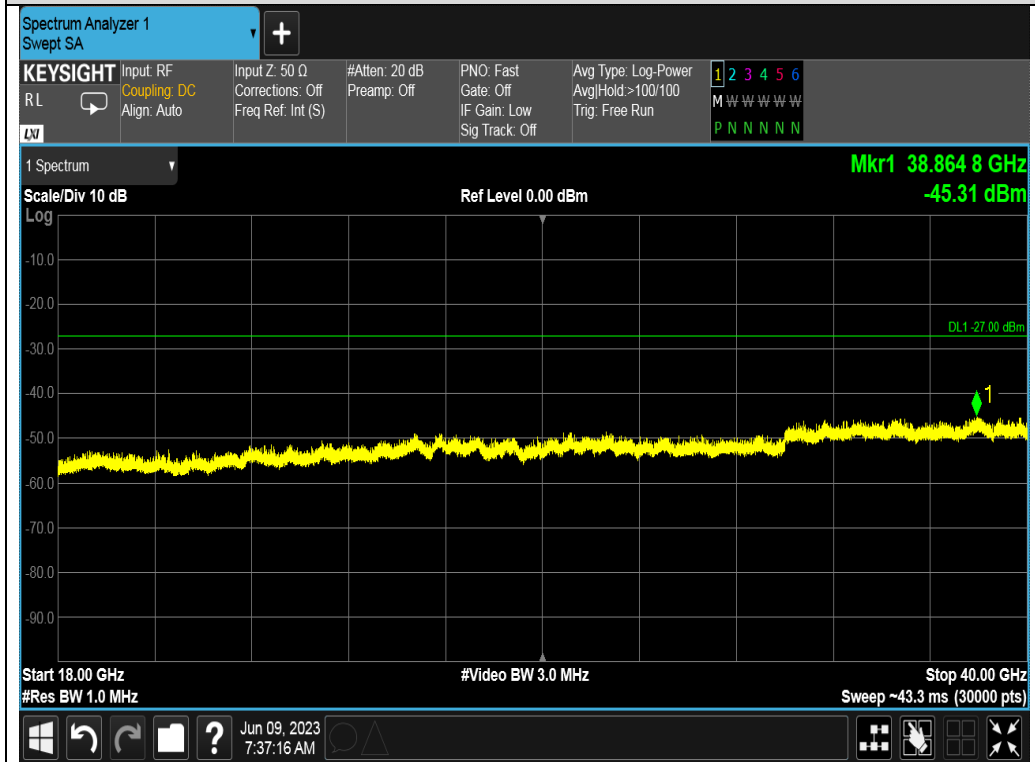 Spectrum Analyzer 1
Swept SA
+
KEYSIGHT
RL
LXI
Input: RF
Coupling: DC
Align: Auto
Input Z: 50 Ω
Corrections: Off
Freq Ref: Int (S)
#Atten: 20 dB
Preamp: Off
PNO: Fast
Gate: Off
IF Gain: Low
Sig Track: Off
Avg Type: Log-Power
Avg|Hold:>100/100
Trig: Free Run
1 2 3 4 5 6
M W W W W W
P N N N N N
1 Spectrum
Mkr1 38.864 8 GHz
Scale/Div 10 dB
Ref Level 0.00 dBm
-45.31 dBm
Log
-10.0
-20.0
DL1 -27.00 dBm
-30.0
-40.0
1
-50.0
-60.0
-70.0
-80.0
-90.0
Start 18.00 GHz
#Video BW 3.0 MHz
Stop 40.00 GHz
#Res BW 1.0 MHz
Sweep ~43.3 ms (30000 pts)
?
Jun 09, 2023
7:37:16 AM